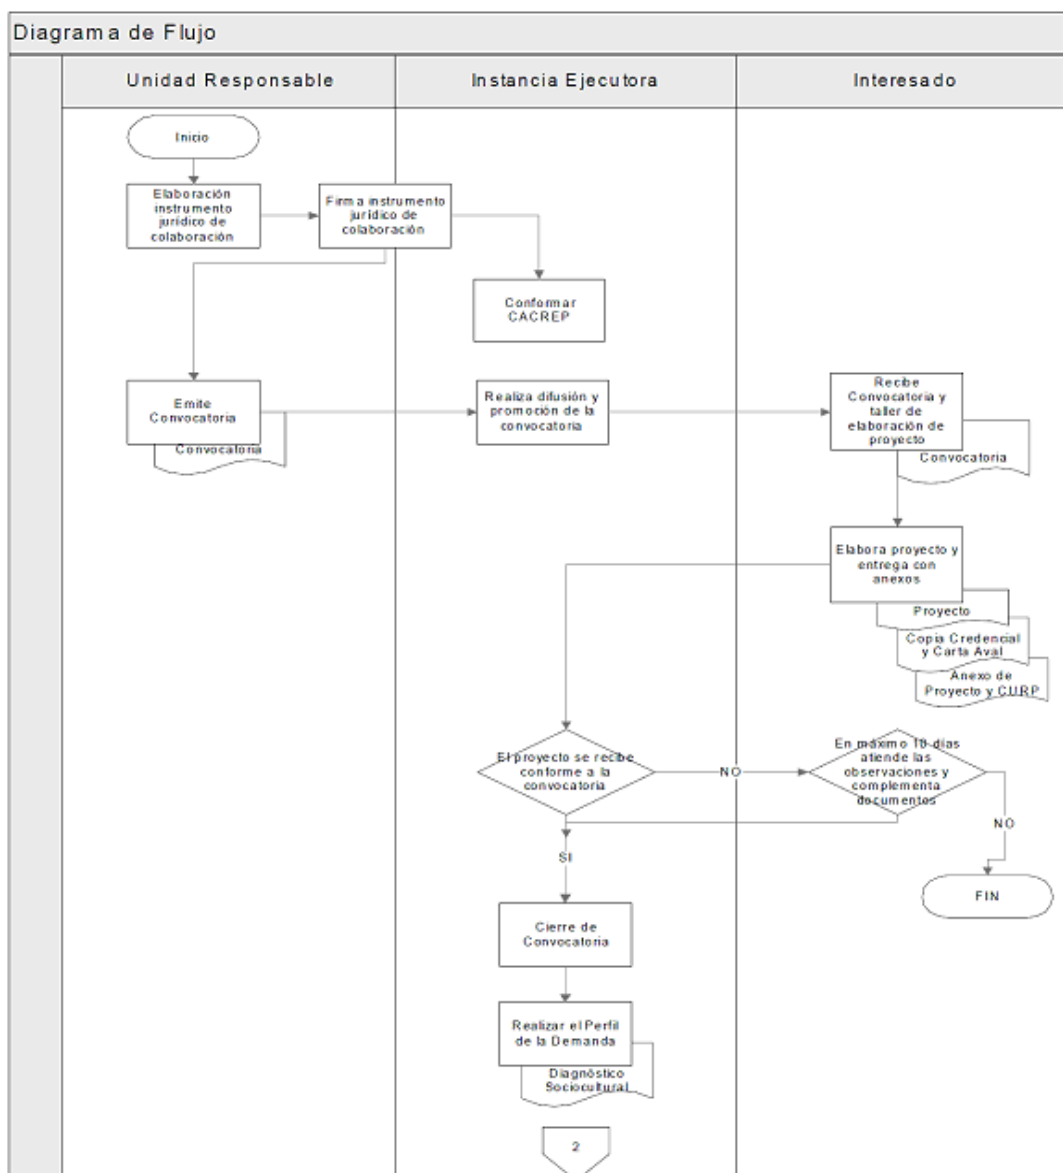 Diagrama de Flujo
Unidad Responsable
Instancia Ejecutora
Interesado
Inicio
Elaboración
instrumento
jurídico de
colaboración
Firma instrumento
jurídico de
colaboración
Conformar
CACREP
Emite
Convocatoria
Convocatoria
Realiza difusión y
promoción de la
convocatoria
Recibe
Convocatoria y
taller de
elaboración de
proyecto
Convocatoria
Elabora proyecto y
entrega con
anexos
Proyecto
Copia Credencial
y Carta Aval
Anexo de
Proyecto y CURP
El proyecto se recibe
conforme a la
convocatoria
NO
En máximo 10 días
atiende las
observaciones y
complementa
documentos
NO
SI
FIN
Cierre de
Convocatoria
Realizar el Perfil
de la Demanda
Diagnóstico
Sociocultural
2